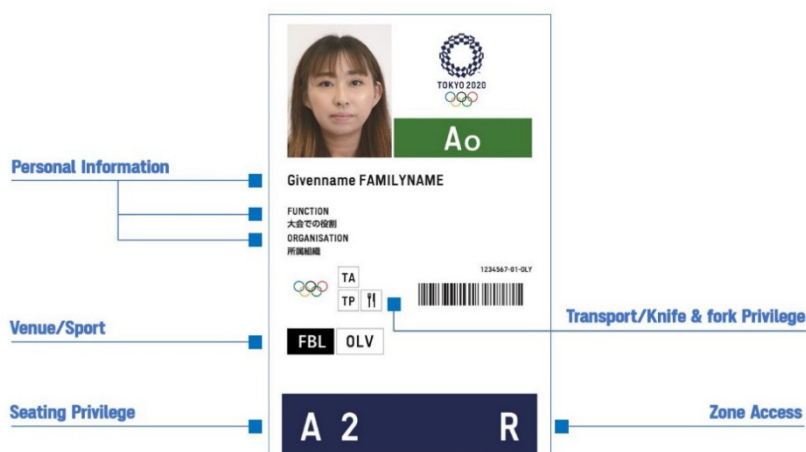 TOKYO 2020
Ao
Personal Information
Givenname FAMILYNAME
FUNCTION
大会での役割
ORGANISATION
所属組織
1234567-01-OLY
TA
TP
Transport/Knife & fork Privilege
Venue/Sport
FBL OLV
Seating Privilege
A 2 R
Zone Access